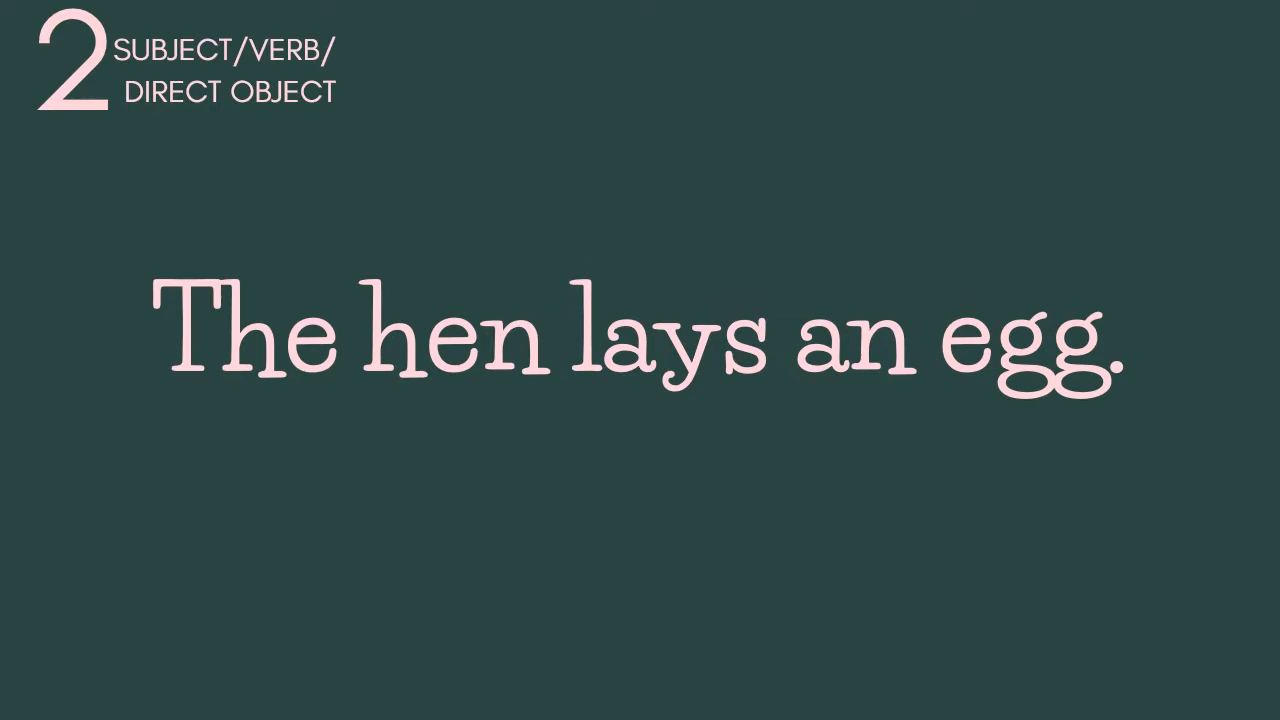 2 SUBJECT/VERB/
DIRECT OBJECT
The hen lays an egg.